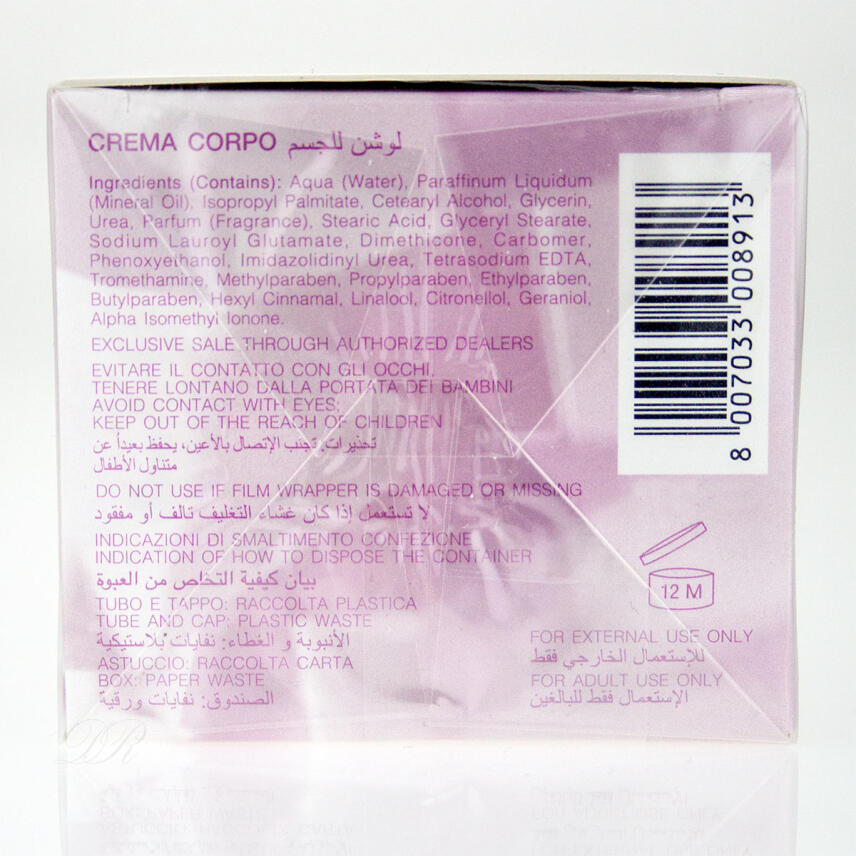 CREMA CORPO لوشن للجسم
Ingredients (Contains): Aqua (Water), Paraffinum Liquidum
(Mineral Oil), Isopropyl Palmitate, Cetearyl Alcohol, Glycerin,
Urea, Parfum (Fragrance), Stearic Acid, Glyceryl Stearate,
Sodium Lauroyl Glutamate, Dimethicone, Carbomer,
Phenoxyethanol, Imidazolidinyl Urea, Tetrasodium EDTA,
Tromethamine, Methylparaben, Propylparaben, Ethylparaben,
Butylparaben, Hexyl Cinnamal, Linalool, Citronellol, Geraniol,
Alpha Isomethyl Ionone.
EXCLUSIVE SALE THROUGH AUTHORIZED DEALERS
EVITARE IL CONTATTO CON GLI OCCHI.
TENERE LONTANO DALLA PORTATA DEI BAMBINI
AVOID CONTACT WITH EYES;
KEEP OUT OF THE REACH OF CHILDREN
تحذيرات: تجنب الإتصال بالأعين، يحفظ بعيداً عن
متناول الأطفال
DO NOT USE IF FILM WRAPPER IS DAMAGED OR MISSING
لا تستعمل إذا كان غشاء التغليف تالف أو مفقود
INDICAZIONI DI SMALTIMENTO CONFEZIONE
INDICATION OF HOW TO DISPOSE THE CONTAINER
بيان كيفية التخلص من العبوة
TUBO E TAPPO: RACCOLTA PLASTICA
TUBE AND CAP: PLASTIC WASTE
الأنبوبة و الغطاء: نفايات بلاستيكية
ASTUCCIO: RACCOLTA CARTA
BOX: PAPER WASTE
الصندوق: نفايات ورقية
8 007033 008913
12 M
FOR EXTERNAL USE ONLY
للإستعمال الخارجي فقط
FOR ADULT USE ONLY
الإستعمال فقط للبالغين
DR